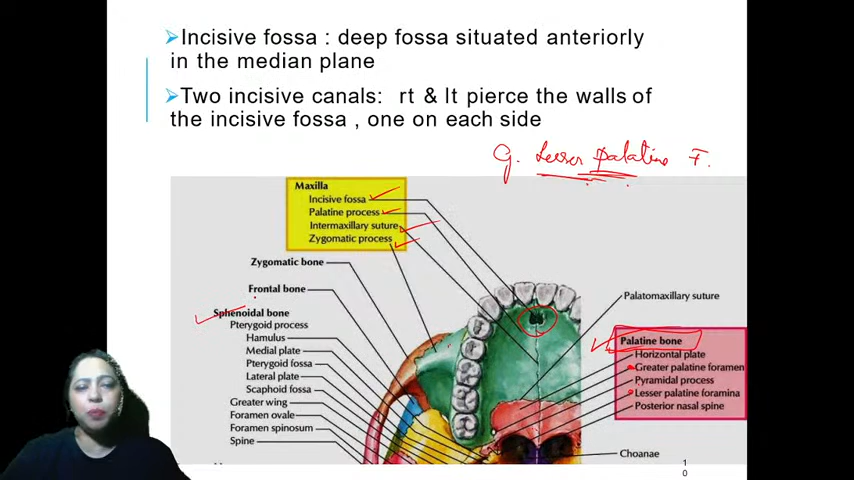 ➢Incisive fossa : deep fossa situated anteriorly
in the median plane
➢Two incisive canals: rt & lt pierce the walls of
the incisive fossa , one on each side
G. Lesser palatine F.
Maxilla
Incisive fossa
Palatine process
Intermaxillary suture
Zygomatic process
Zygomatic bone
Frontal bone
Sphenoidal bone
Pterygoid process
Hamulus
Medial plate
Pterygoid fossa
Lateral plate
Scaphoid fossa
Greater wing
Foramen ovale
Foramen spinosum
Spine
Palatomaxillary suture
Palatine bone
Horizontal plate
Greater palatine foramen
Pyramidal process
Lesser palatine foramina
Posterior nasal spine
Choanae
1
0